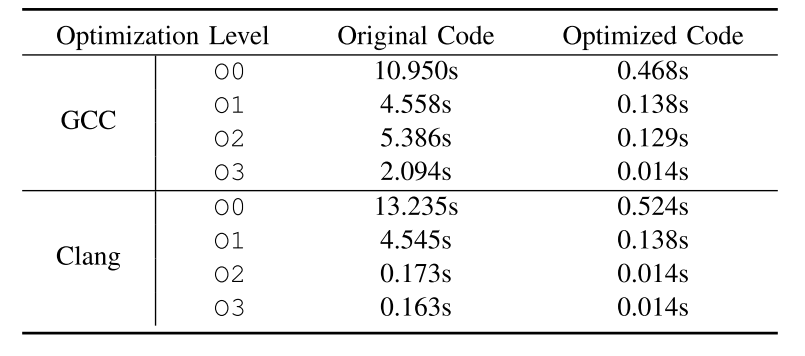 Optimization Level Original Code Optimized Code
O0 10.950s 0.468s
O1 4.558s 0.138s
GCC
O2 5.386s 0.129s
O3 2.094s 0.014s
O0 13.235s 0.524s
O1 4.545s 0.138s
Clang
O2 0.173s 0.014s
O3 0.163s 0.014s